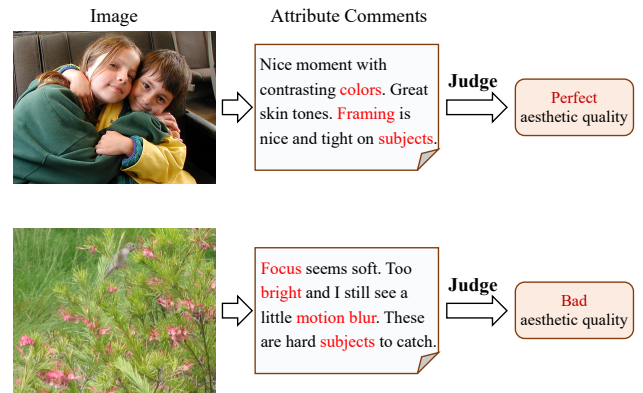 Image
Attribute Comments
Nice moment with
contrasting colors. Great
skin tones. Framing is
nice and tight on subjects.
Judge
Perfect
aesthetic quality
Focus seems soft. Too
bright and I still see a
little motion blur. These
are hard subjects to catch.
Judge
Bad
aesthetic quality